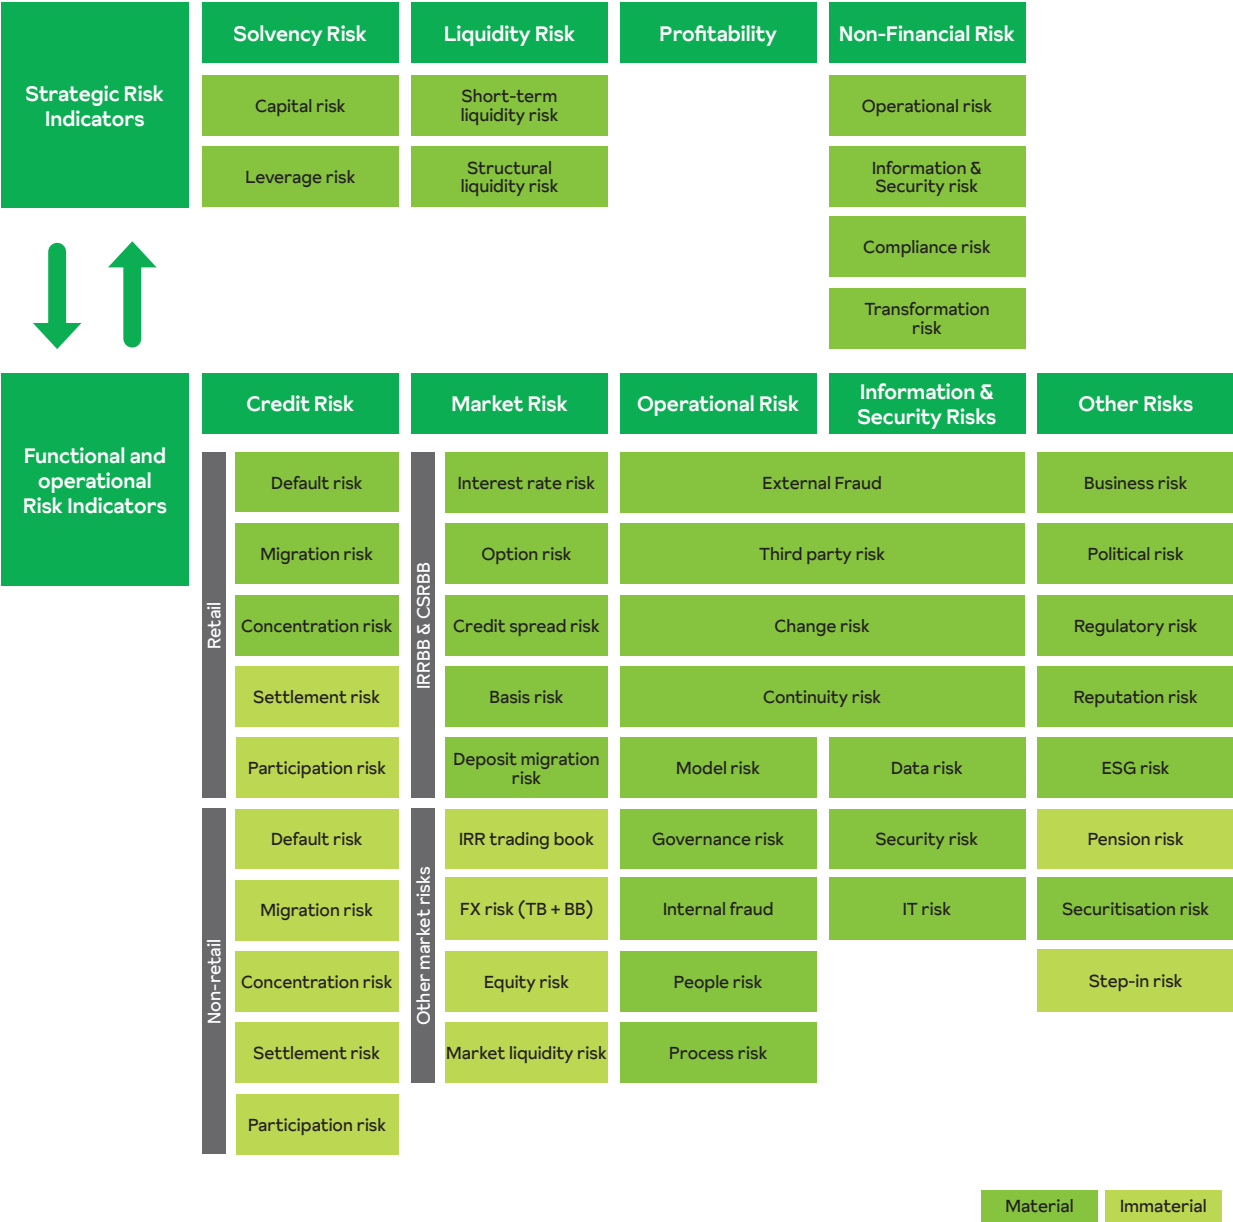 Strategic Risk
Indicators
Solvency Risk
Liquidity Risk
Profitability
Non-Financial Risk
Capital risk
Short-term
liquidity risk
Operational risk
Leverage risk
Structural
liquidity risk
Information &
Security risk
Compliance risk
Transformation
risk
Functional and
operational
Risk Indicators
Credit Risk
Market Risk
Operational Risk
Information &
Security Risks
Other Risks
Retail
Default risk
Migration risk
Concentration risk
Settlement risk
Participation risk
Non-retail
Default risk
Migration risk
Concentration risk
Settlement risk
Participation risk
IRRBB & CSRBB
Interest rate risk
Option risk
Credit spread risk
Basis risk
Deposit migration
risk
Other market risks
IRR trading book
FX risk (TB + BB)
Equity risk
Market liquidity risk
External Fraud
Third party risk
Change risk
Continuity risk
Model risk
Governance risk
Internal fraud
People risk
Process risk
Data risk
Security risk
IT risk
Business risk
Political risk
Regulatory risk
Reputation risk
ESG risk
Pension risk
Securitisation risk
Step-in risk
Material
Immaterial